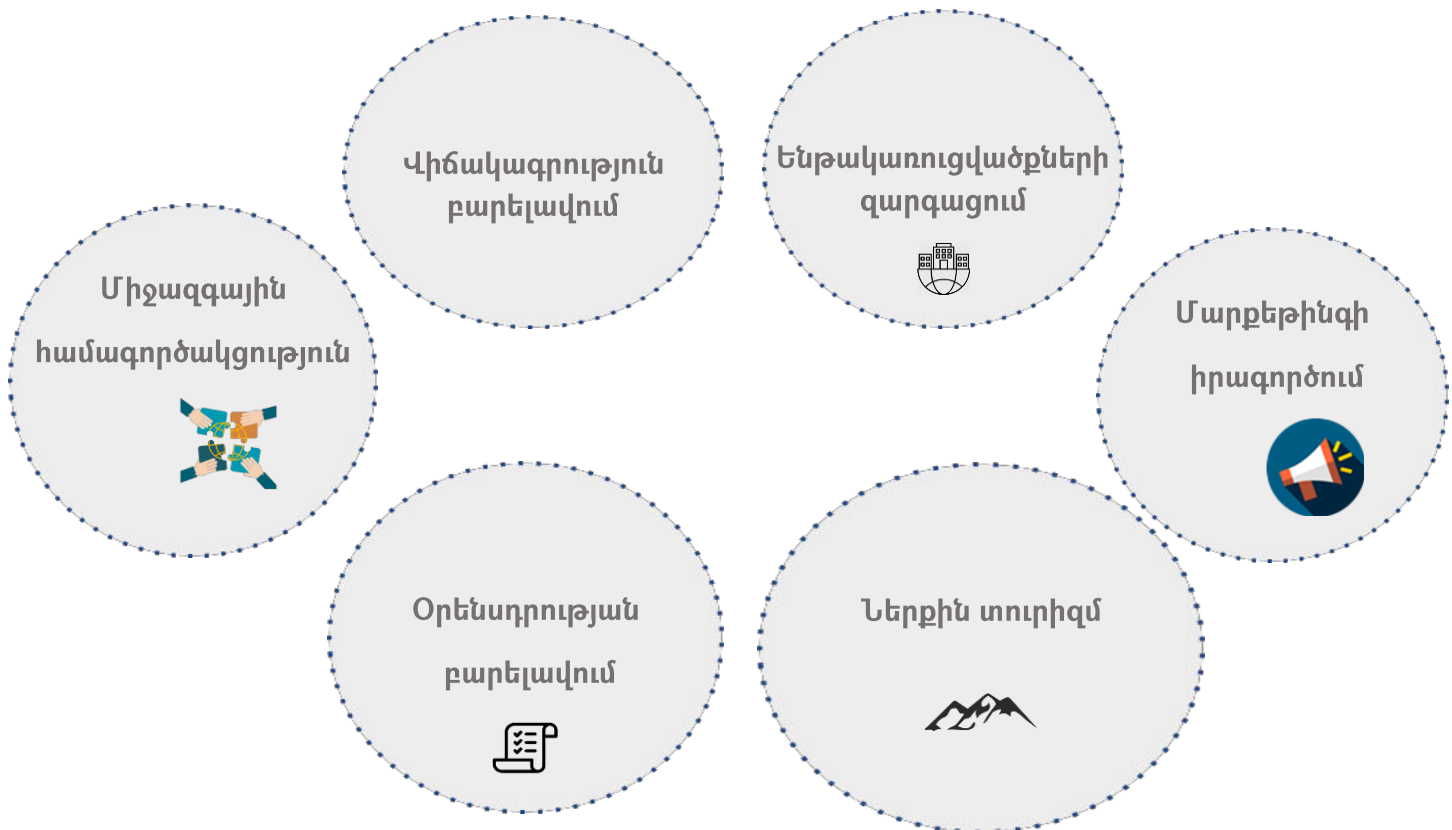 Վիճակագրություն
բարելավում
Ենթակառուցվածքների
զարգացում
Միջազգային
համագործակցություն
Մարքեթինգի
իրագործում
Օրենսդրության
բարելավում
Ներքին տուրիզմ